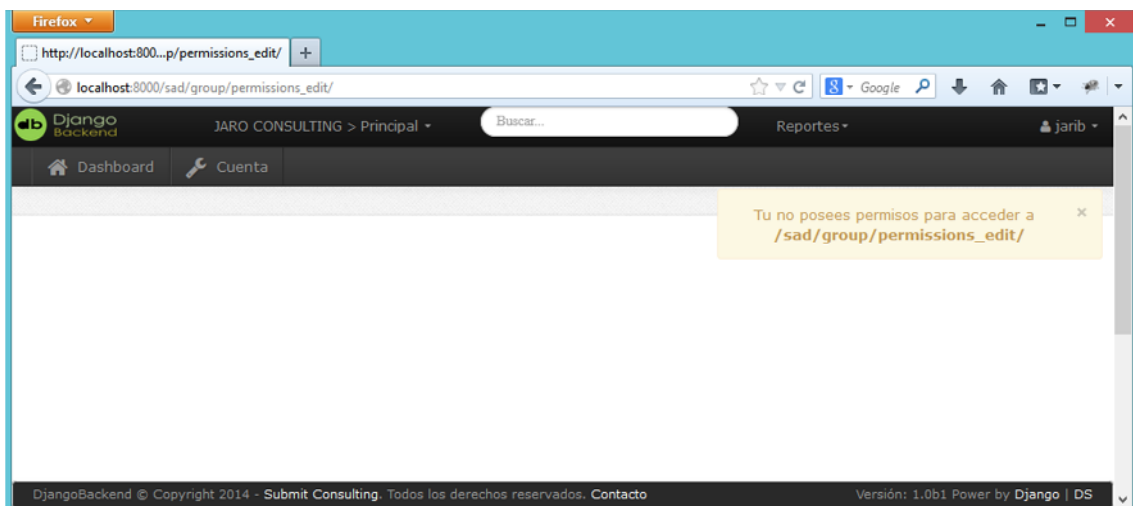 Firefox
http://localhost:800...p/permissions_edit/
localhost:8000/sad/group/permissions_edit/
Google
db Django Backend
JARO CONSULTING > Principal
Buscar...
Reportes
jarib
Dashboard
Cuenta
Tu no posees permisos para acceder a
/sad/group/permissions_edit/
DjangoBackend © Copyright 2014 - Submit Consulting. Todos los derechos reservados. Contacto
Versión: 1.0b1 Power by Django | DS